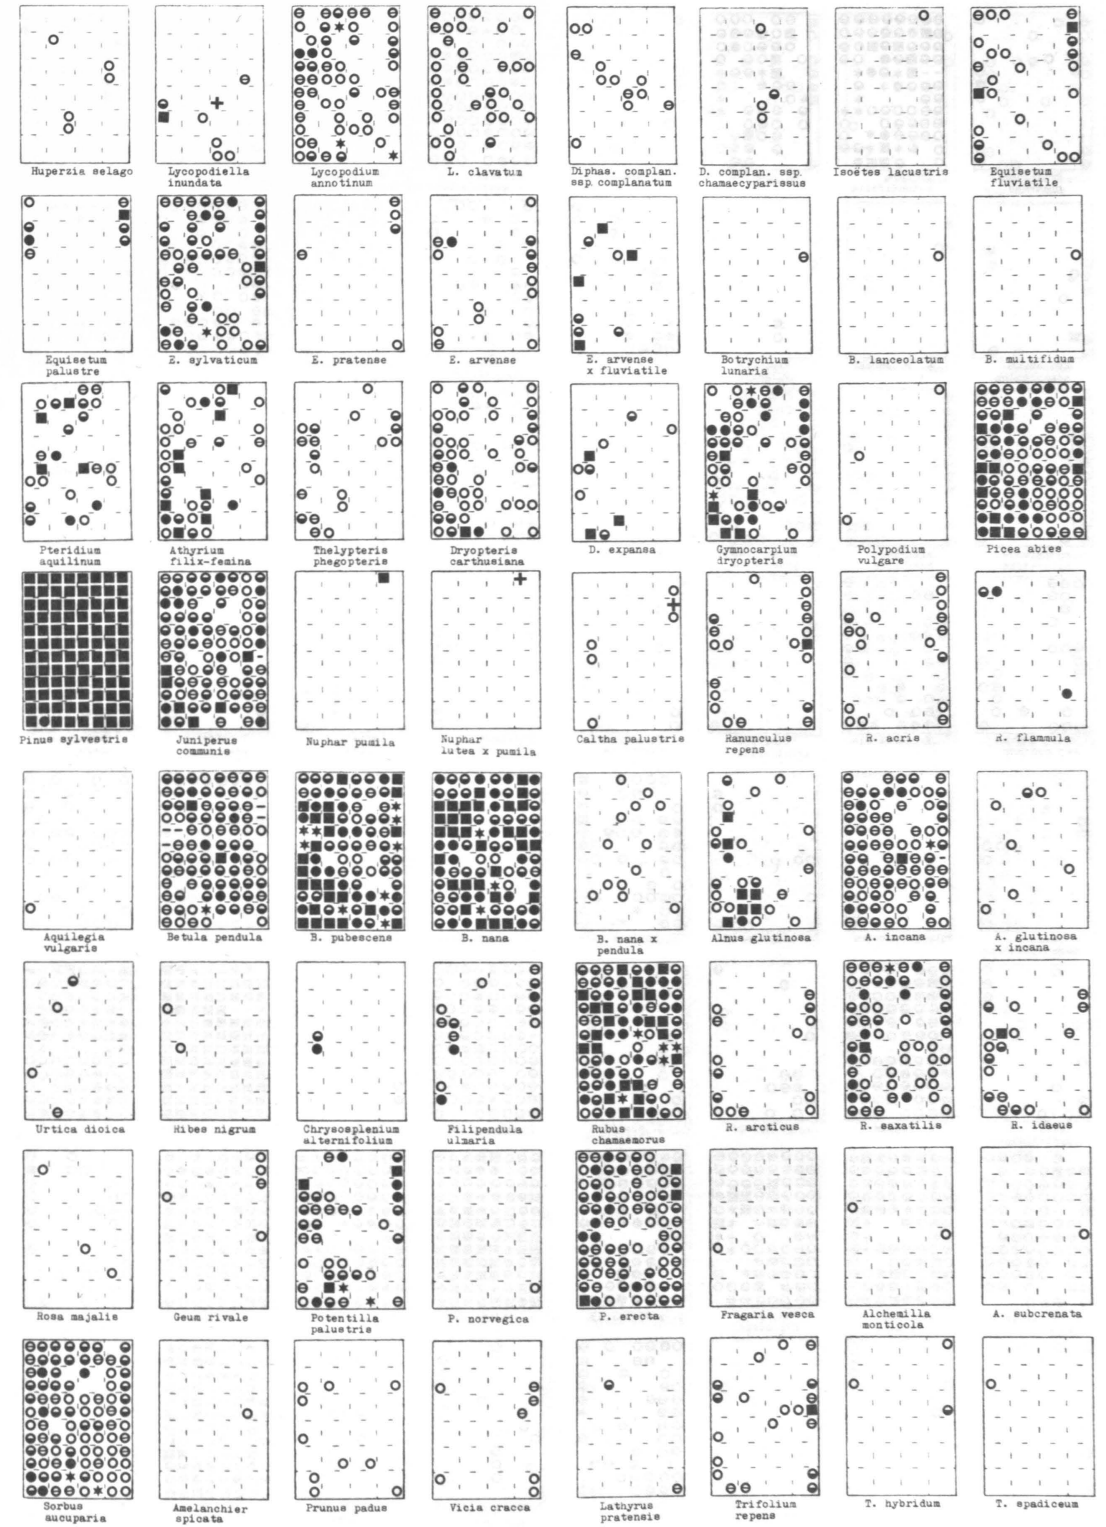 Huperzia selago
Lycopodiella
inundata
Lycopodium
annotinum
L. clavatum
Diphas. complan.
ssp. complanatum
D. complan. ssp.
chamaecyparissus
Isoëtes lacustris
Equisetum
fluviatile
Equisetum
palustre
E. sylvaticum
E. pratense
E. arvense
E. arvense
x fluviatile
Botrychium
lunaria
B. lanceolatum
B. multifidum
Pteridium
aquilinum
Athyrium
filix-femina
Thelypteris
phegopteris
Dryopteris
carthusiana
D. expansa
Gymnocarpium
dryopteris
Polypodium
vulgare
Picea abies
Pinus sylvestris
Juniperus
communis
Nuphar pumila
Nuphar
lutea x pumila
Caltha palustris
Ranunculus
repens
R. acris
R. flammula
Aquilegia
vulgaris
Betula pendula
B. pubescens
B. nana
B. nana x
pendula
Alnus glutinosa
A. incana
A. glutinosa
x incana
Urtica dioica
Ribes nigrum
Chrysosplenium
alternifolium
Filipendula
ulmaria
Rubus
chamaemorus
R. arcticus
R. saxatilis
R. idaeus
Rosa majalis
Geum rivale
Potentilla
palustris
P. norvegica
P. erecta
Fragaria vesca
Alchemilla
monticola
A. subcrenata
Sorbus
aucuparia
Amelanchier
spicata
Prunus padus
Vicia cracca
Lathyrus
pratensis
Trifolium
repens
T. hybridum
T. spadiceum